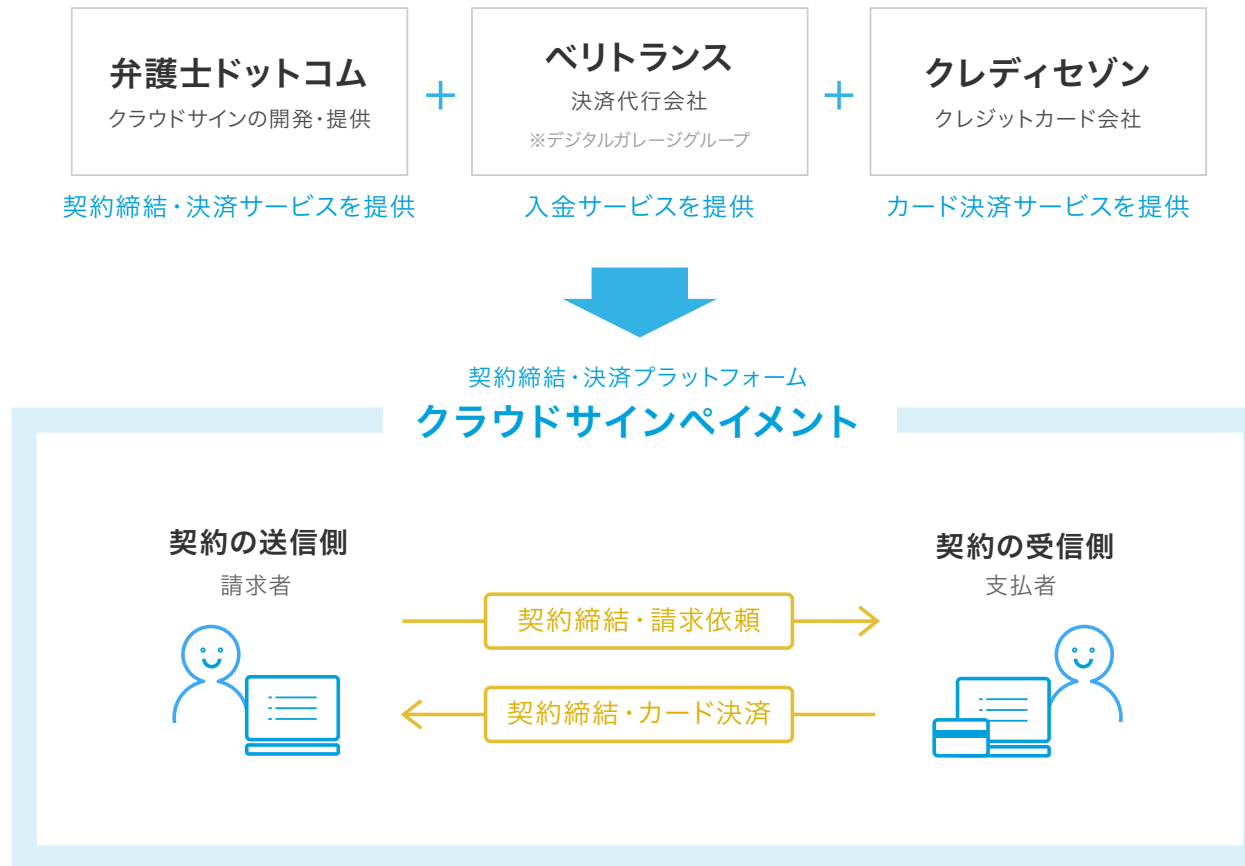 弁護士ドットコム
クラウドサインの開発・提供
契約締結・決済サービスを提供
+
ベリトランス
決済代行会社
※デジタルガレージグループ
入金サービスを提供
+
クレディセゾン
クレジットカード会社
カード決済サービスを提供
契約締結・決済プラットフォーム
クラウドサインペイメント
契約の送信側
請求者
契約締結・請求依頼
契約締結・カード決済
契約の受信側
支払者